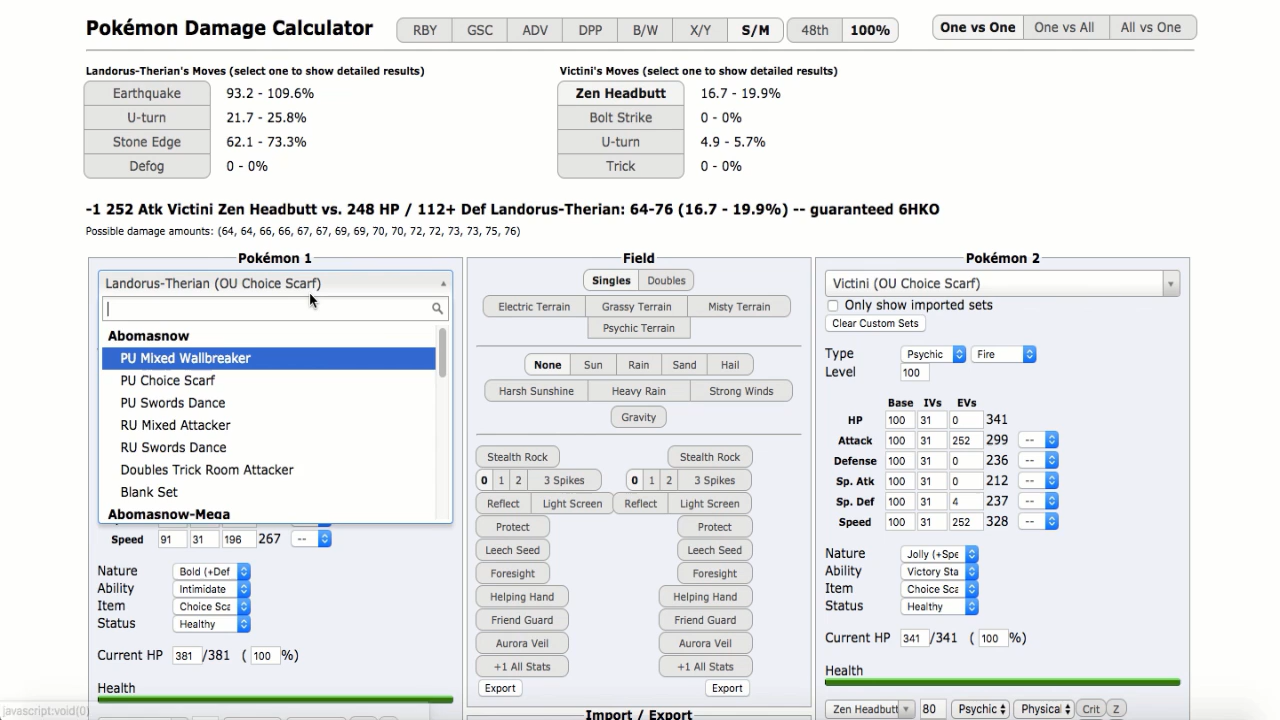 Pokémon Damage Calculator RBY GSC ADV DPP B/W X/Y S/M 48th 100% One vs One One vs All All vs One
Landorus-Therian's Moves (select one to show detailed results) Victini's Moves (select one to show detailed results)
Earthquake 93.2 - 109.6% Zen Headbutt 16.7 - 19.9%
U-turn 21.7 - 25.8% Bolt Strike 0 - 0%
Stone Edge 62.1 - 73.3% U-turn 4.9 - 5.7%
Defog 0 - 0% Trick 0 - 0%
-1 252 Atk Victini Zen Headbutt vs. 248 HP / 112+ Def Landorus-Therian: 64-76 (16.7 - 19.9%) -- guaranteed 6HKO
Possible damage amounts: (64, 64, 66, 66, 67, 67, 69, 69, 70, 70, 72, 72, 73, 73, 75, 76)
Pokémon 1
Landorus-Therian (OU Choice Scarf)
Abomasnow
PU Mixed Wallbreaker
PU Choice Scarf
PU Swords Dance
RU Mixed Attacker
RU Swords Dance
Doubles Trick Room Attacker
Blank Set
Abomasnow-Mega
Speed 91 31 196 267 --
Nature Bold (+Def
Ability Intimidate
Item Choice Sca
Status Healthy
Current HP 381 /381 ( 100 %)
Health
Field
Singles Doubles
Electric Terrain Grassy Terrain Misty Terrain
Psychic Terrain
None Sun Rain Sand Hail
Harsh Sunshine Heavy Rain Strong Winds
Gravity
Stealth Rock Stealth Rock
0 1 2 3 Spikes 0 1 2 3 Spikes
Reflect Light Screen Reflect Light Screen
Protect Protect
Leech Seed Leech Seed
Foresight Foresight
Helping Hand Helping Hand
Friend Guard Friend Guard
Aurora Veil Aurora Veil
+1 All Stats +1 All Stats
Export Export
Import / Export
Pokémon 2
Victini (OU Choice Scarf)
Only show imported sets
Clear Custom Sets
Type Psychic Fire
Level 100
Base IVs EVs
HP 100 31 0 341
Attack 100 31 252 299 --
Defense 100 31 0 236 --
Sp. Atk 100 31 0 212 --
Sp. Def 100 31 4 237 --
Speed 100 31 252 328 --
Nature Jolly (+Spe
Ability Victory Sta
Item Choice Sca
Status Healthy
Current HP 341 /341 ( 100 %)
Health
Zen Headbutt 80 Psychic Physical Crit Z
javascript:void(0)